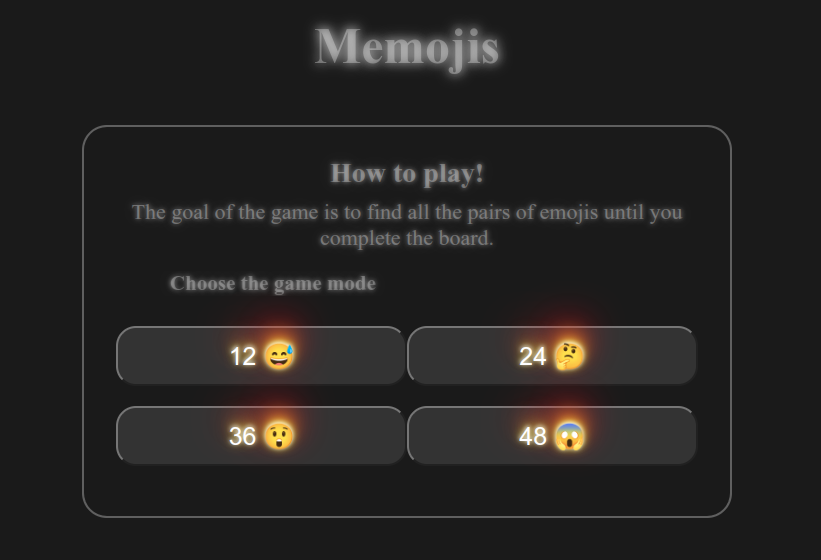 Memojis
How to play!
The goal of the game is to find all the pairs of emojis until you
complete the board.
Choose the game mode
12 😅
24 🤔
36 😲
48 😱